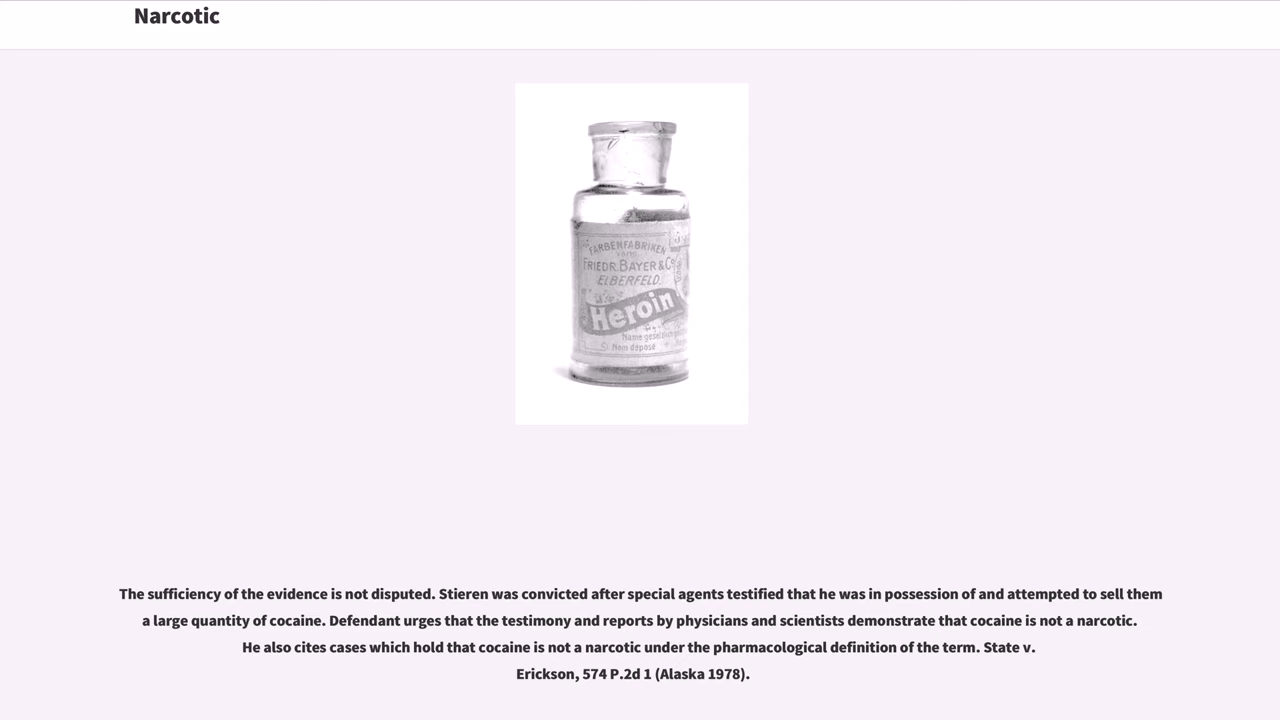 Narcotic
FARBENFABRIKEN
FRIEDR. BAYER & Co
ELBERFELD.
Heroin
Nom déposé
The sufficiency of the evidence is not disputed. Stieren was convicted after special agents testified that he was in possession of and attempted to sell them
a large quantity of cocaine. Defendant urges that the testimony and reports by physicians and scientists demonstrate that cocaine is not a narcotic.
He also cites cases which hold that cocaine is not a narcotic under the pharmacological definition of the term. State v.
Erickson, 574 P.2d 1 (Alaska 1978).